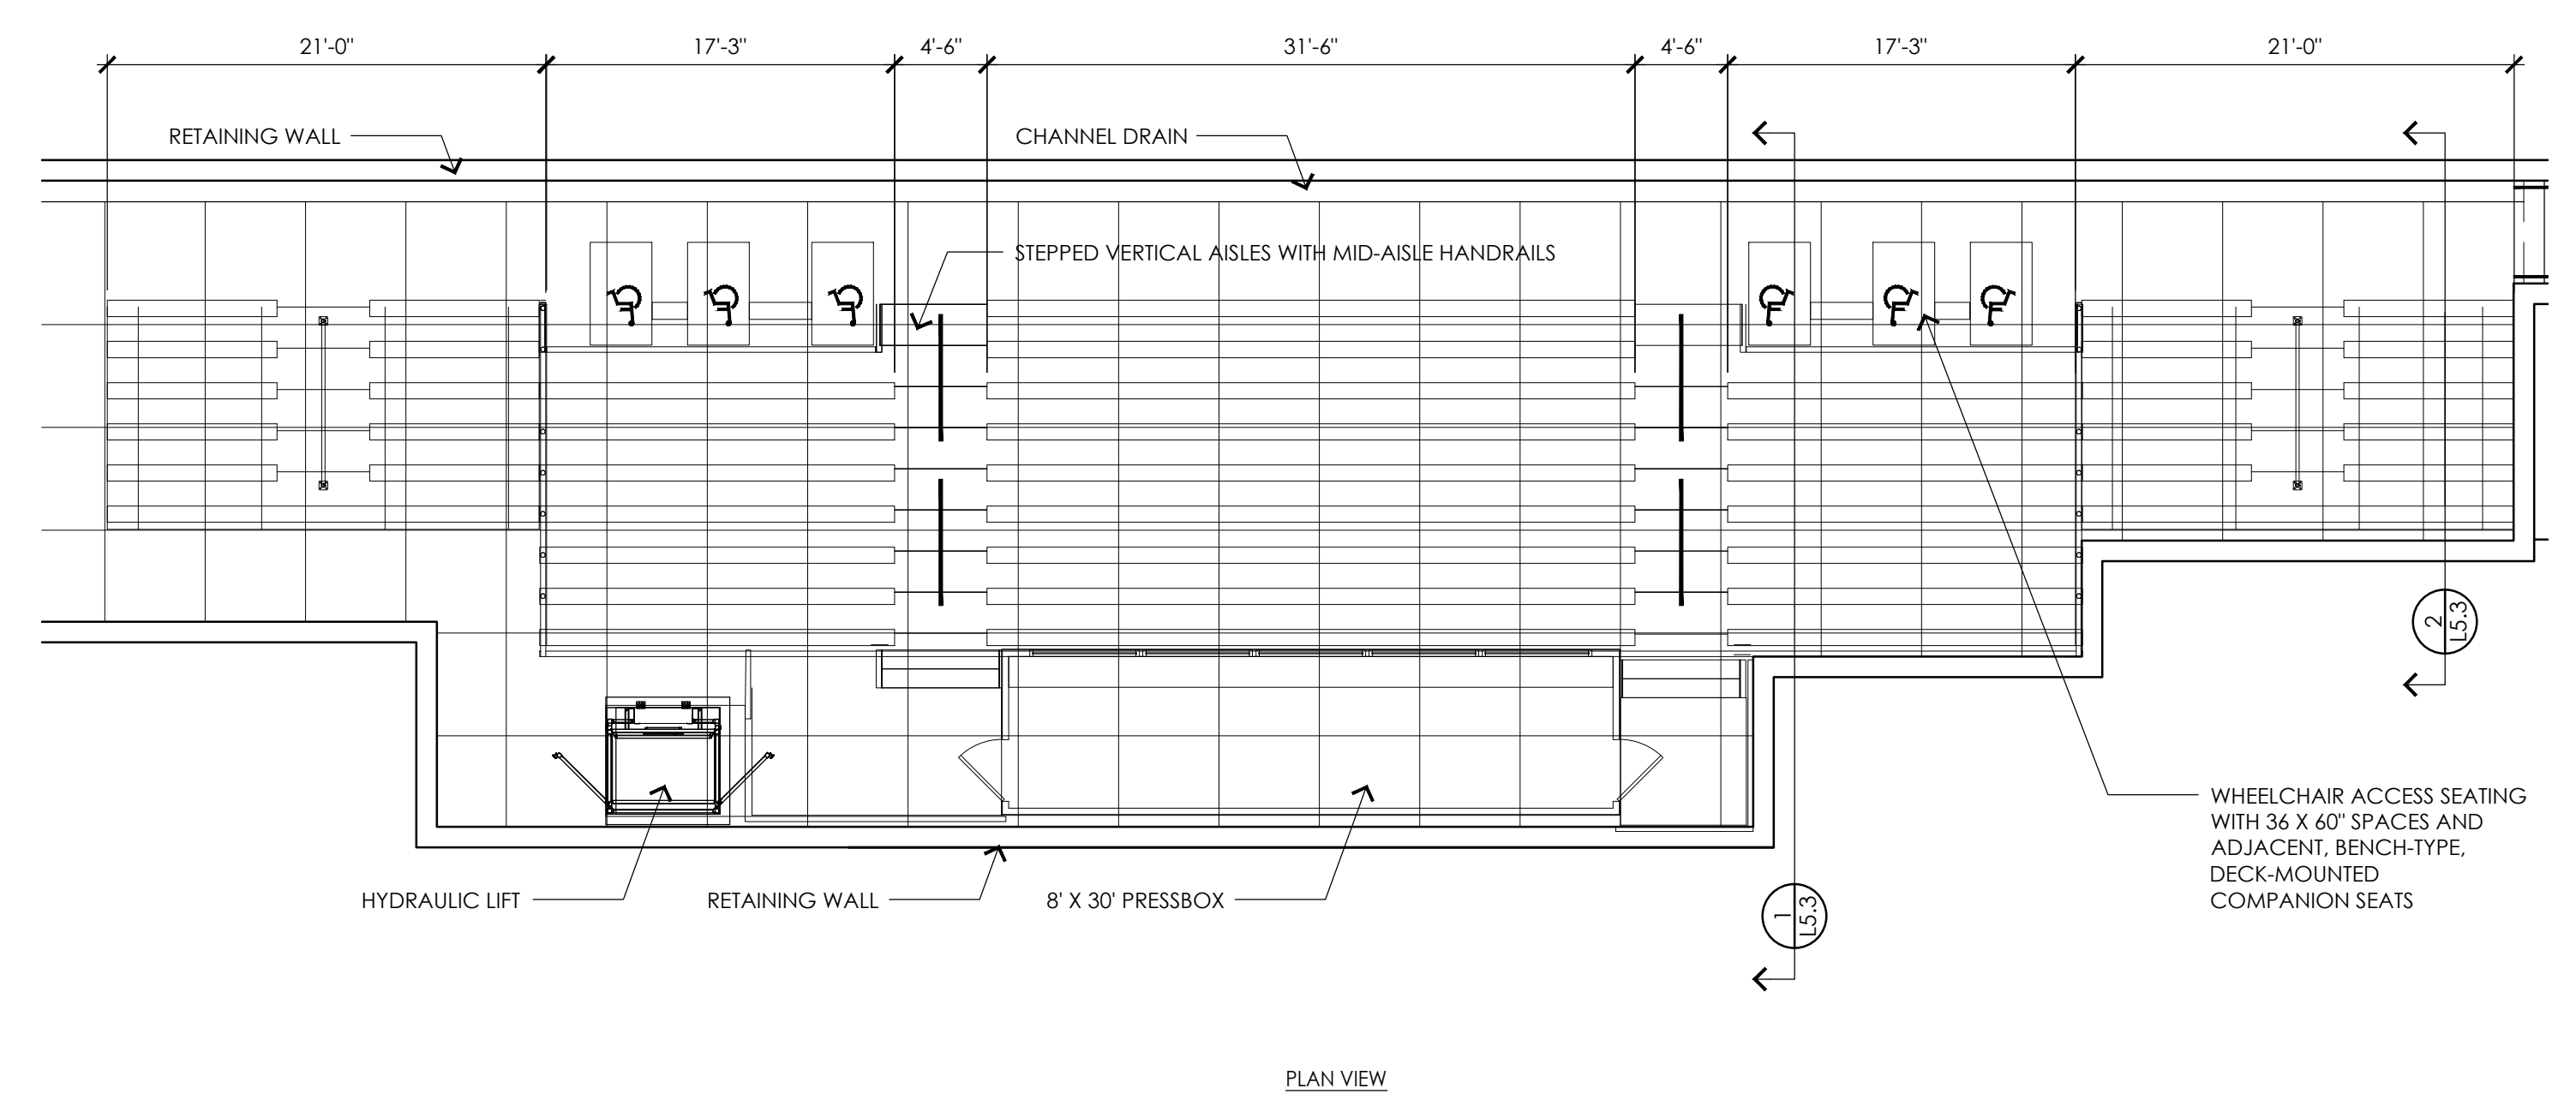 21'-0"
17'-3"
4'-6"
31'-6"
4'-6"
17'-3"
21'-0"
RETAINING WALL
CHANNEL DRAIN
STEPPED VERTICAL AISLES WITH MID-AISLE HANDRAILS
2
L5.3
WHEELCHAIR ACCESS SEATING
WITH 36 X 60" SPACES AND
ADJACENT, BENCH-TYPE,
DECK-MOUNTED
COMPANION SEATS
HYDRAULIC LIFT
RETAINING WALL
8' X 30' PRESSBOX
1
L5.3
PLAN VIEW